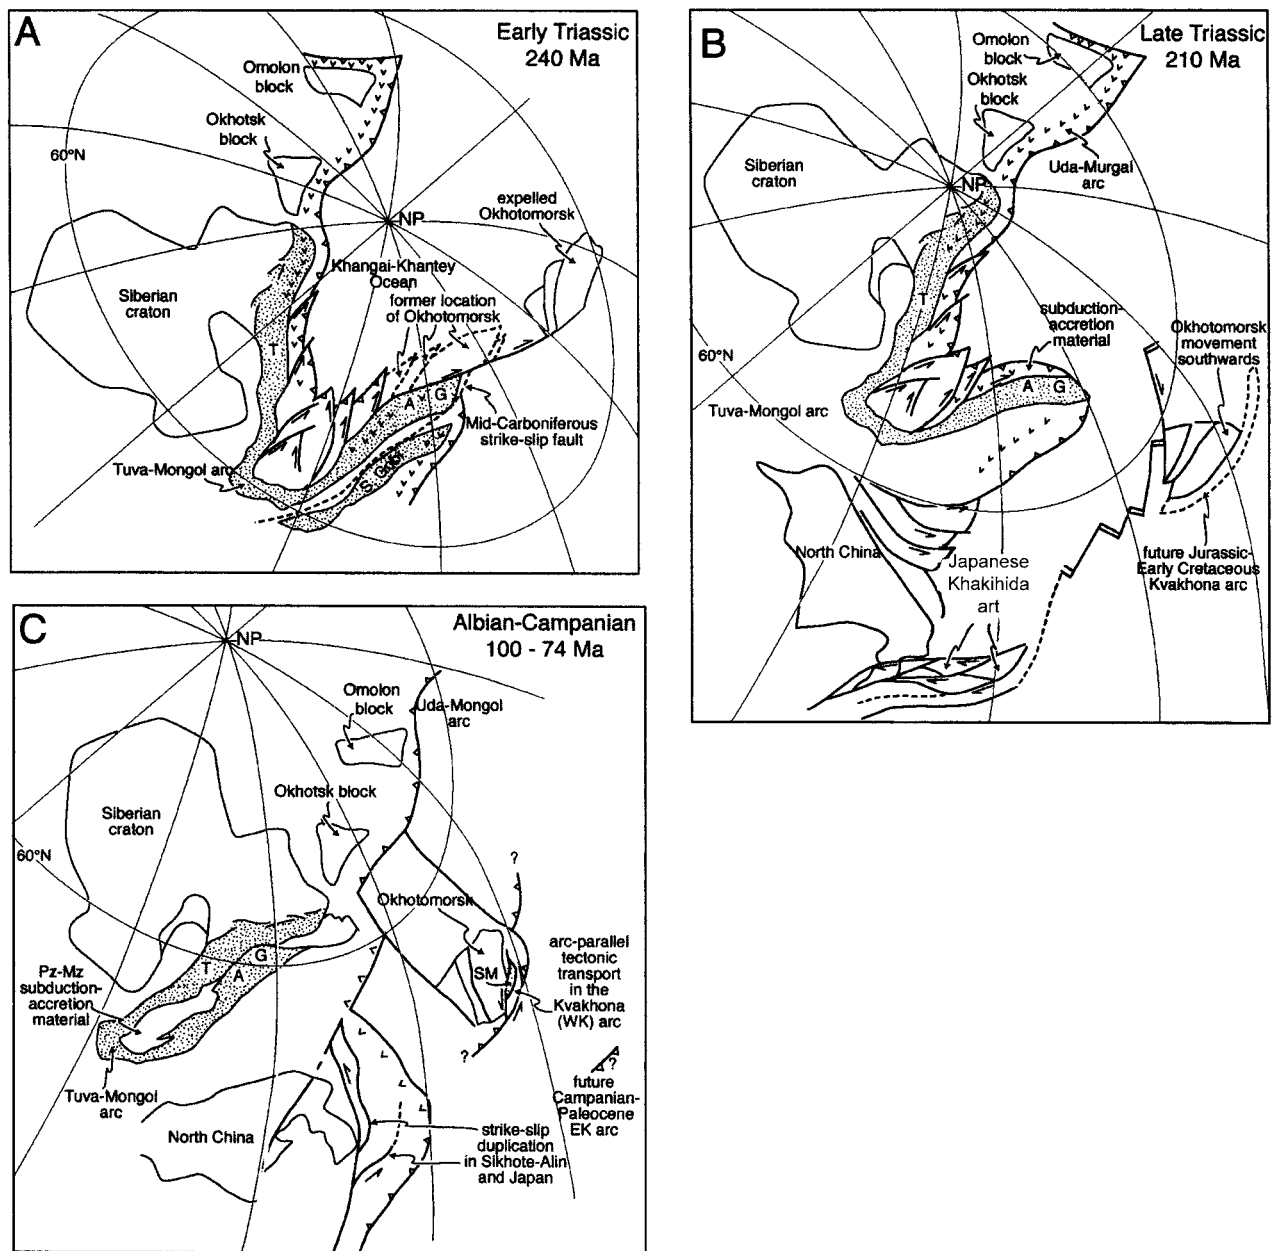 A
Early Triassic
240 Ma
Omolon
block
Okhotsk
block
60°N
NP
expelled
Okhotomorsk
Khangai-Khantey
Ocean
former location
of Okhotomorsk
Siberian
craton
T
A
G
Mid-Carboniferous
strike-slip fault
Tuva-Mongol arc
S. Gobi
B
Late Triassic
210 Ma
Omolon
block
Okhotsk
block
Siberian
craton
NP
Uda-Murgal
arc
T
subduction-
accretion
material
Okhotomorsk
movement
southwards
60°N
A G
Tuva-Mongol arc
North China
Japanese
Khakihida
art
future Jurassic-
Early Cretaceous
Kvakhona arc
C
Albian-Campanian
100 - 74 Ma
NP
Omolon
block
Uda-Mongol
arc
Okhotsk block
Siberian
craton
60°N
?
Okhotomorsk
T
A
G
SM
arc-parallel
tectonic
transport
in the
Kvakhona
(WK) arc
Pz-Mz
subduction-
accretion
material
?
?
future
Campanian-
Paleocene
EK arc
Tuva-Mongol
arc
North China
strike-slip
duplication
in Sikhote-Alin
and Japan